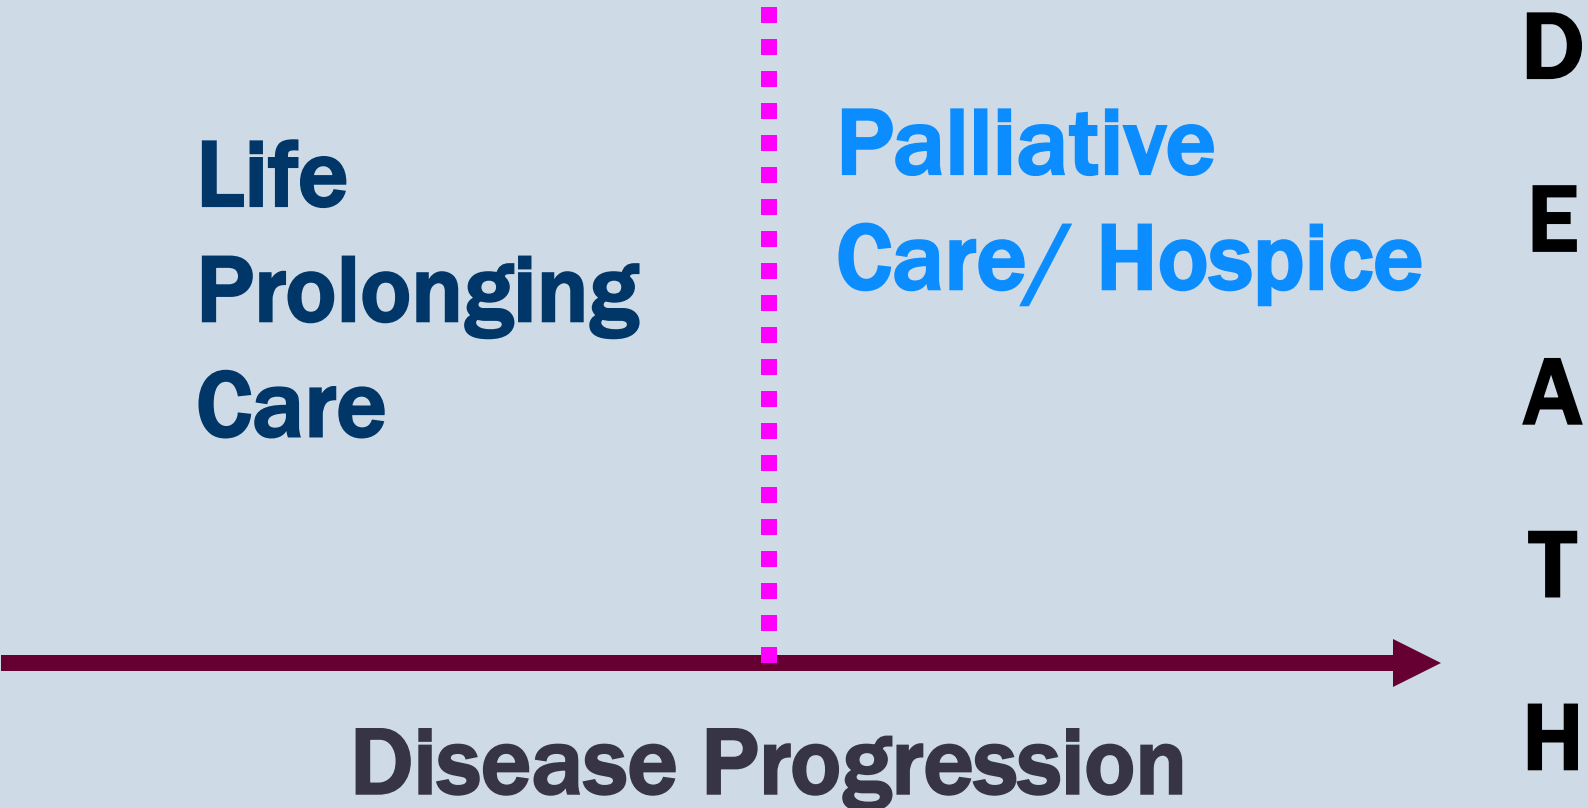 Life
Prolonging
Care
Palliative
Care/ Hospice
D
E
A
T
H
Disease Progression